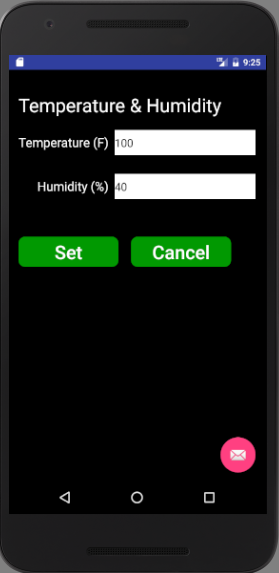 9:25
Temperature & Humidity
Temperature (F) 100
Humidity (%) 40
Set Cancel